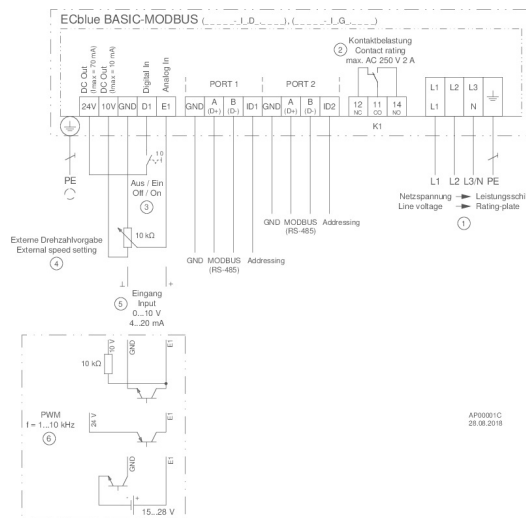 ECblue BASIC-MODBUS (_ _ _ _ _-_I_D_._ _ _), (_ _ _ _ _-_I_G_._ _ _)
Kontaktbelastung
② Contact rating
max. AC 250 V 2 A
DC Out
(Imax = 70 mA)
DC Out
(Imax = 10 mA)
Digital In
Analog In
PORT 1
PORT 2
24V 10V GND D1 E1
GND A (D+) B (D-) ID1
GND A (D+) B (D-) ID2
12 NC 11 CO 14 NO
L1 L2 L3
L1 N
K1
PE
1 0
Aus / Ein
Off / On
③
L1 L2 L3/N PE
Netzspannung Leistungsschi
Line voltage Rating-plate
①
GND MODBUS Addressing
(RS-485)
10 kΩ
Externe Drehzahlvorgabe
External speed setting
④
GND MODBUS Addressing
(RS-485)
⊥ +
⑤ Eingang
Input
0...10 V
4...20 mA
10 V
GND
E1
10 kΩ
PWM
f = 1...10 kHz
⑥
24 V
E1
GND
E1
- +
15...28 V
AP00001C
28.08.2018